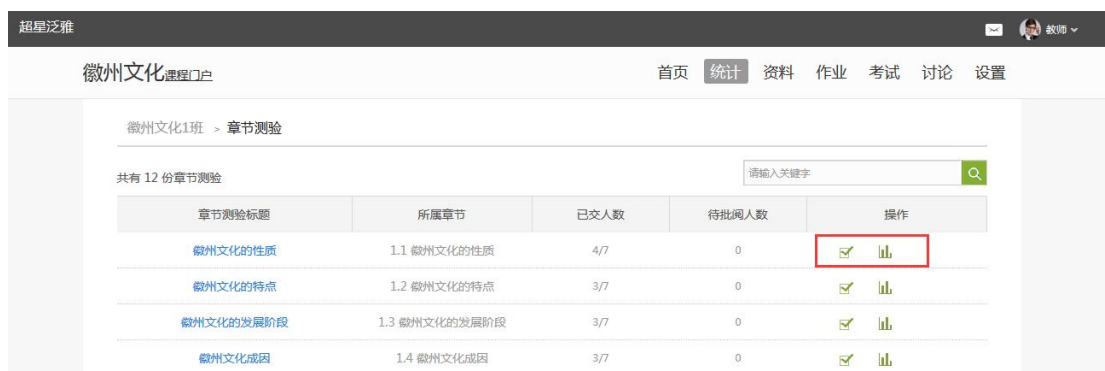 超星泛雅 教师
徽州文化课程门户 首页 统计 资料 作业 考试 讨论 设置
徽州文化1班 > 章节测验
共有 12 份章节测验 请输入关键字
章节测验标题 所属章节 已交人数 待批阅人数 操作
徽州文化的性质 1.1 徽州文化的性质 4/7 0
徽州文化的特点 1.2 徽州文化的特点 3/7 0
徽州文化的发展阶段 1.3 徽州文化的发展阶段 3/7 0
徽州文化成因 1.4 徽州文化成因 3/7 0